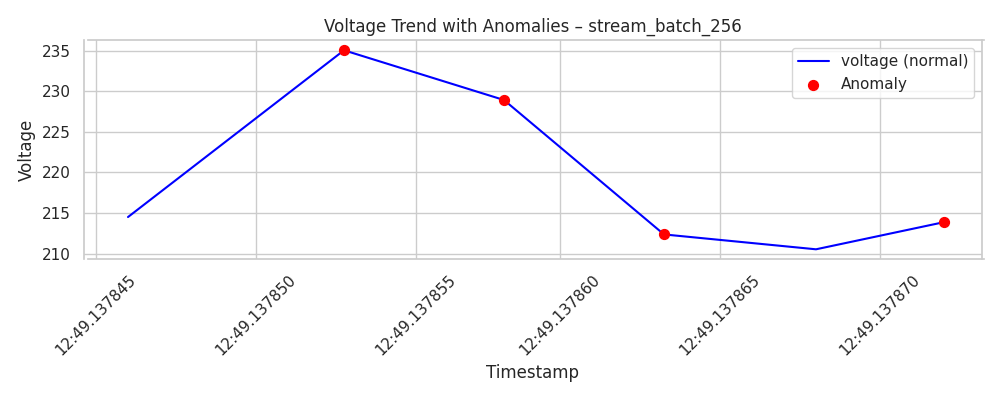 Voltage Trend with Anomalies – stream_batch_256
voltage (normal)
Anomaly
Voltage
235
230
225
220
215
210
12:49.137845
12:49.137850
12:49.137855
12:49.137860
12:49.137865
12:49.137870
Timestamp